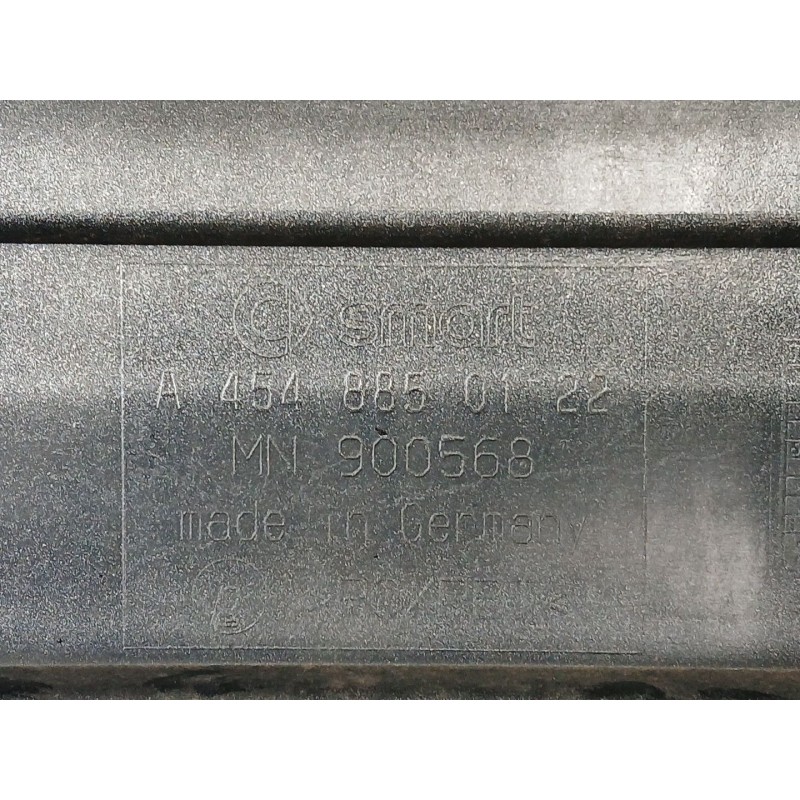 smart
A 454 885 01 22
MN 900568
made in Germany